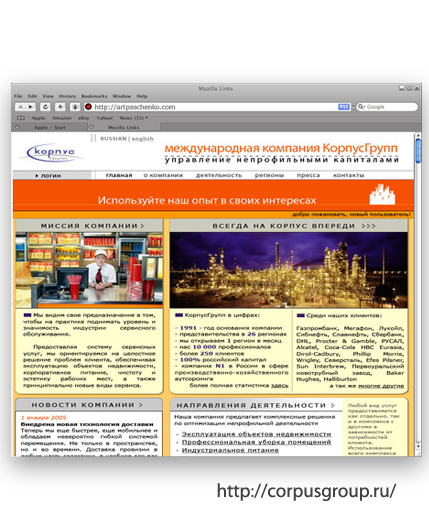 Mozilla Links
File Edit View History Bookmarks Window Help
http://artpaschenko.com
RSS
Google
Apple Amazon eBay Yahoo! News (33)
Apple - Start
Mozilla Links
RUSSIAN | english
корпус
международная компания КорпусГрупп
управление непрофильными капиталами
ЛОГИН
главная о компании деятельность регионы пресса контакты
Используйте наш опыт в своих интересах
добро пожаловать, новый пользователь!
МИССИЯ КОМПАНИИ >
ВСЕГДА НА КОРПУС ВПЕРЕДИ >>>
Мы видим свое предназначение в том,
чтобы на практике поднимать уровень и
значимость индустрии сервисного
обслуживания.
Предоставляя систему сервисных
услуг, мы ориентируемся на целостное
решение проблем клиента, обеспечивая
эксплуатацию объектов недвижимости,
корпоративное питание, чистоту и
эстетику рабочих мест, а также
принципиально новые виды сервиса.
КорпусГрупп в цифрах:
- 1991 - год основания компании
- представительства в 26 регионах
- мы открываем 1 регион в месяц
- нас 10 000 профессионалов
- более 250 клиентов
- 100% российский капитал
- компания N1 в России в сфере
производственно-хозяйственного
аутсорсинга
более полная статистика здесь
Среди наших клиентов:
Газпромбанк, Мегафон, Лукойл,
Сибнефть, Славнефть, Сбербанк,
DHL, Procter & Gamble, РУСАЛ,
Alcatel, Coca-Cola HBC Eurasia,
Dirol-Cadbury, Phillip Morris,
Wrigley, Северсталь, Efes Pilsner,
Sun Interbrew, Первоуральский
новотрубный завод, Baker
Hughes, Halliburton
а так же многие другие
НОВОСТИ КОМПАНИИ >
1 января 2005
Внедрена новая технология доставки
Теперь мы еще быстрее, еще мобильнее и
обладаем невероятно гибкой системой
перемещения. Не только пространстве,
но и во времени. Доставка провизии в
НАПРАВЛЕНИЯ ДЕЯТЕЛЬНОСТИ >
Наша компания предлагает комплексные решения
по оптимизации непрофильной деятельности
- Эксплуатация объектов недвижимости
- Профессиональная уборка помещений
- Индустриальное питание
Любой вид услуг
предоставляется
как отдельно, так
и в комплексе с
другими в
зависимости от
потребностей
клиента.
Использование
всего комплекса
http://corpusgroup.ru/